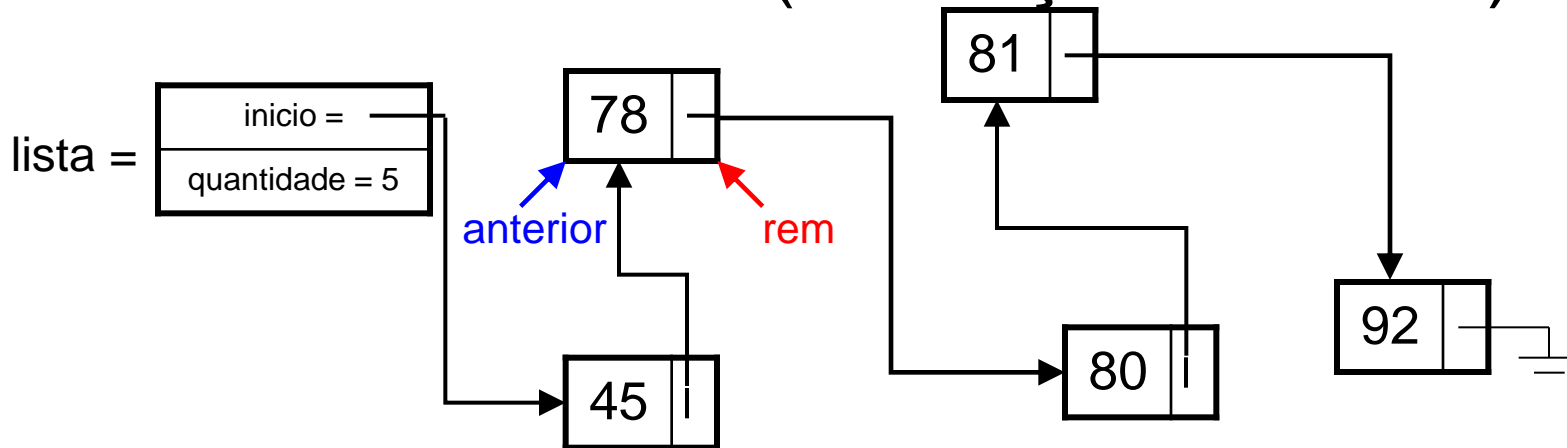 81
inicio =
78
lista =
quantidade = 5
anterior
rem
92
80
45